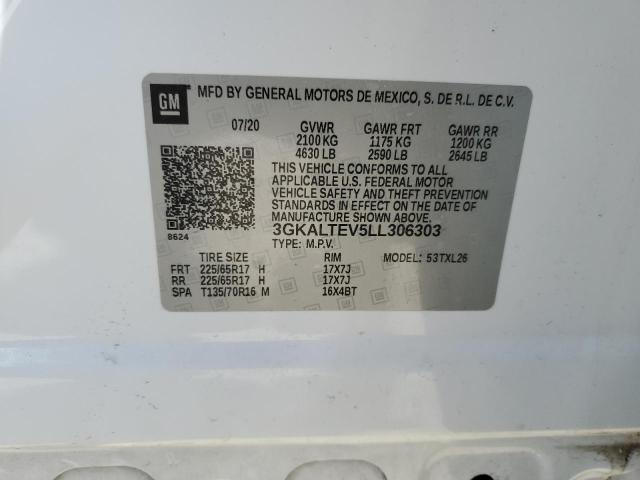 GM MFD BY GENERAL MOTORS DE MEXICO, S. DE R.L. DE C.V.
07/20 GVWR GAWR FRT GAWR RR
2100 KG 1175 KG 1200 KG
4630 LB 2590 LB 2645 LB
THIS VEHICLE CONFORMS TO ALL
APPLICABLE U.S. FEDERAL MOTOR
VEHICLE SAFETY AND THEFT PREVENTION
STANDARDS IN EFFECT ON THE DATE OF
MANUFACTURE SHOWN ABOVE.
8624
3GKALTEV5LL306303
TYPE: M.P.V. MODEL: 53TXL26
TIRE SIZE RIM
FRT 225/65R17 H 17X7J
RR 225/65R17 H 17X7J
SPA T135/70R16 M 16X4BT